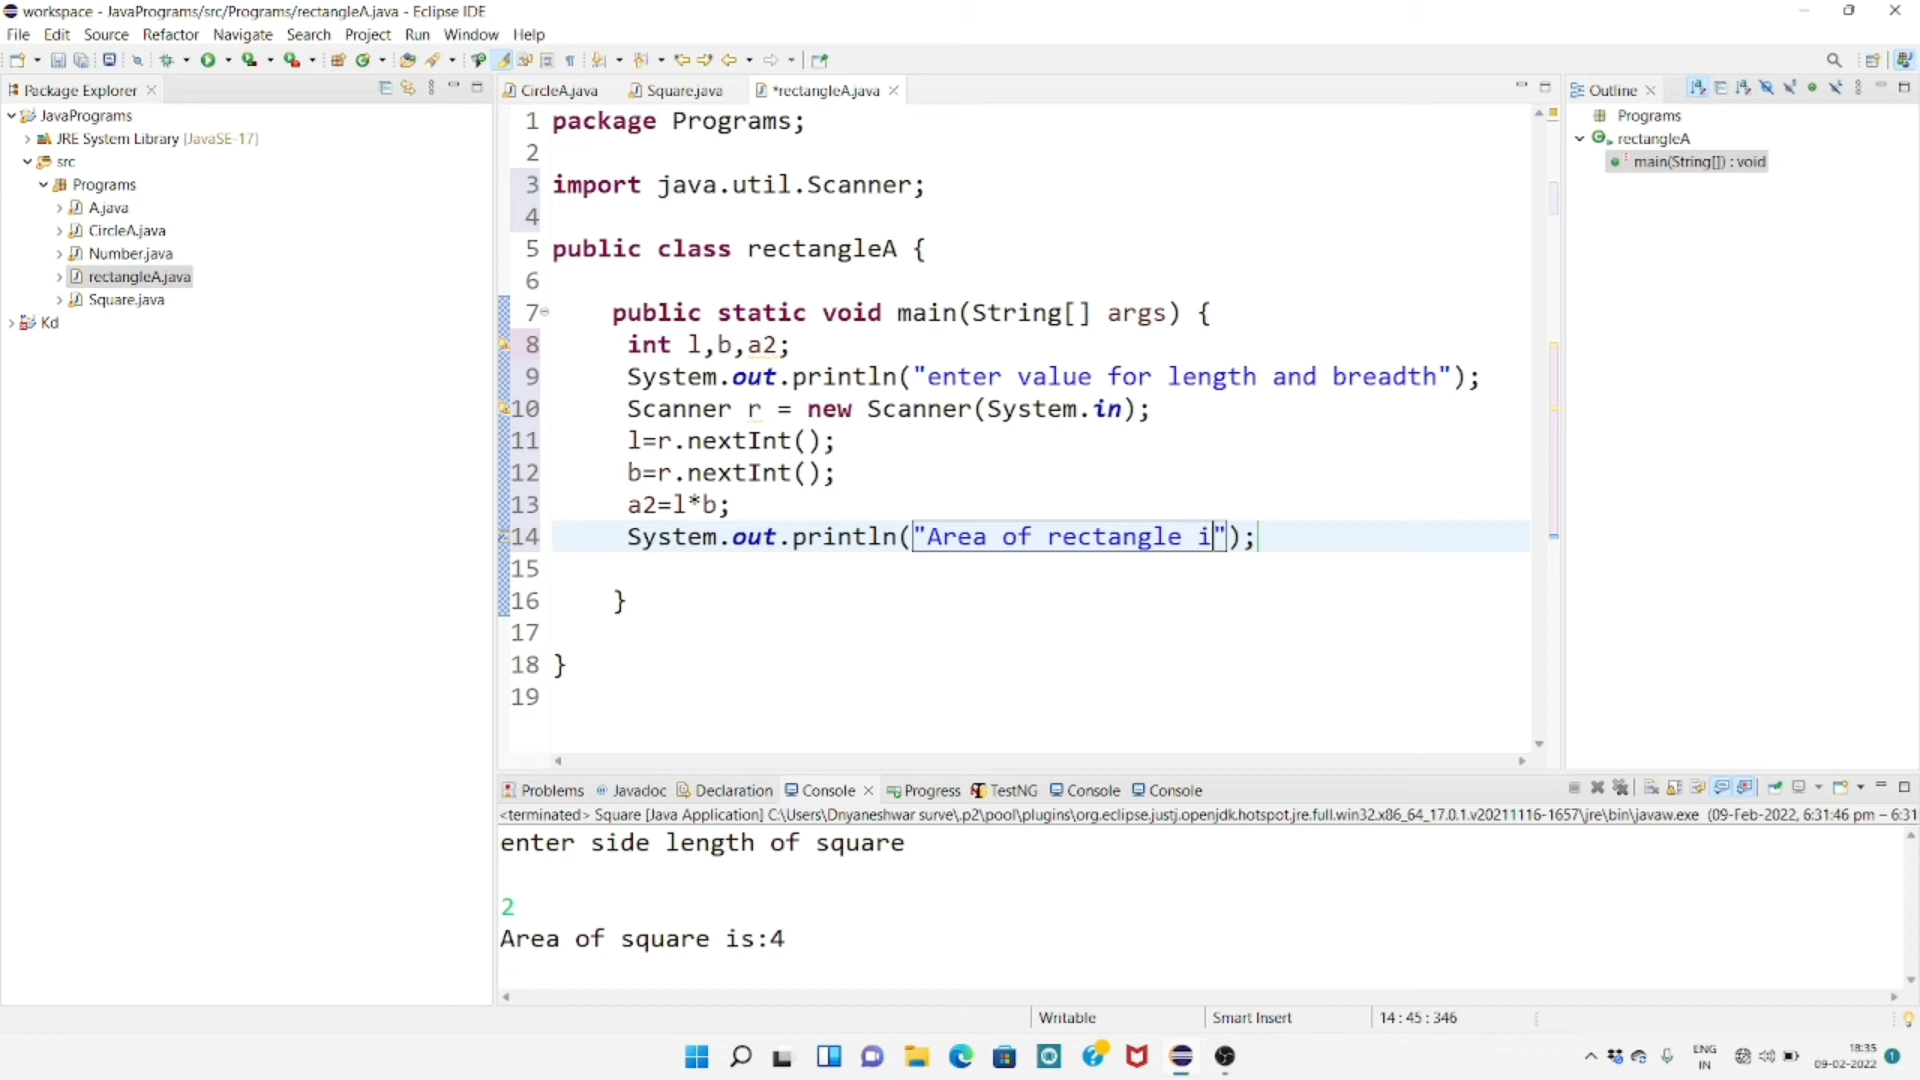 workspace - JavaPrograms/src/Programs/rectangleA.java - Eclipse IDE
File Edit Source Refactor Navigate Search Project Run Window Help
Package Explorer
JavaPrograms
JRE System Library [JavaSE-17]
src
Programs
A.java
CircleA.java
Number.java
rectangleA.java
Square.java
Kd
CircleA.java Square.java *rectangleA.java
1 package Programs;
2
3 import java.util.Scanner;
4
5 public class rectangleA {
6
7 public static void main(String[] args) {
8 int l,b,a2;
9 System.out.println("enter value for length and breadth");
10 Scanner r = new Scanner(System.in);
11 l=r.nextInt();
12 b=r.nextInt();
13 a2=l*b;
14 System.out.println("Area of rectangle i");
15
16 }
17
18 }
19
Outline
Programs
rectangleA
main(String[]) : void
Problems Javadoc Declaration Console Progress TestNG Console Console
<terminated> Square [Java Application] C:\Users\Dnyaneshwar surve\.p2\pool\plugins\org.eclipse.justj.openjdk.hotspot.jre.full.win32.x86_64_17.0.1.v20211116-1657\jre\bin\javaw.exe (09-Feb-2022, 6:31:46 pm – 6:31
enter side length of square
2
Area of square is:4
Writable Smart Insert 14 : 45 : 346
ENG
IN
18:35
09-02-2022
1